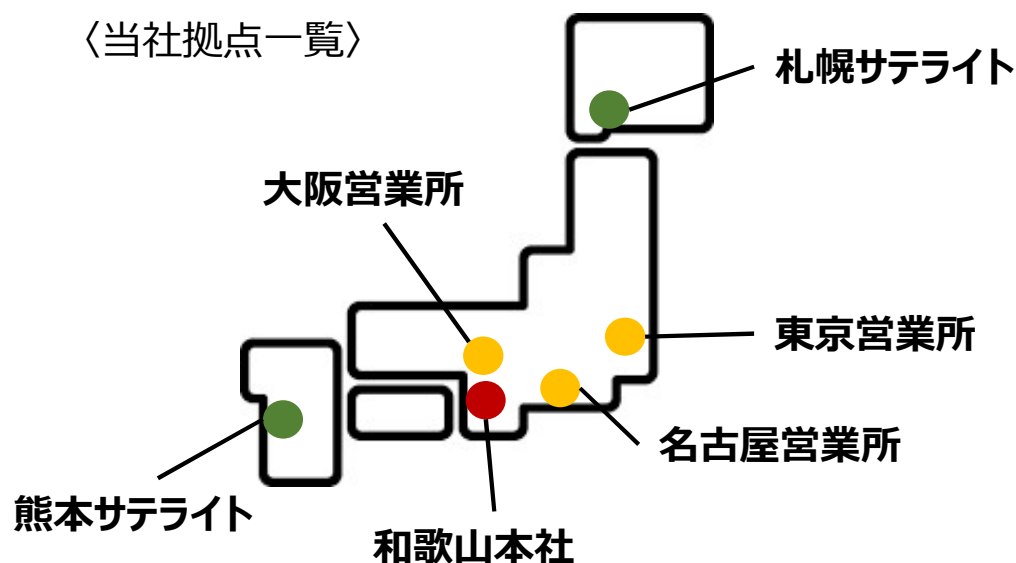 〈当社拠点一覧〉
札幌サテライト
大阪営業所
東京営業所
名古屋営業所
熊本サテライト
和歌山本社